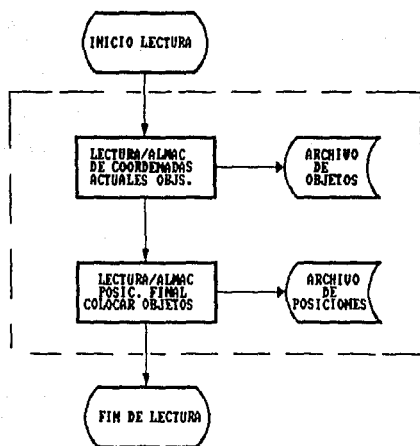 INICIO LECTURA
LECTURA/ALMAC
DE COORDENADAS
ACTUALES OBJS.
ARCHIVO
DE
OBJETOS
LECTURA/ALMAC
POSIC. FINAL
COLOCAR OBJETOS
ARCHIVO
DE
POSICIONES
FIN DE LECTURA